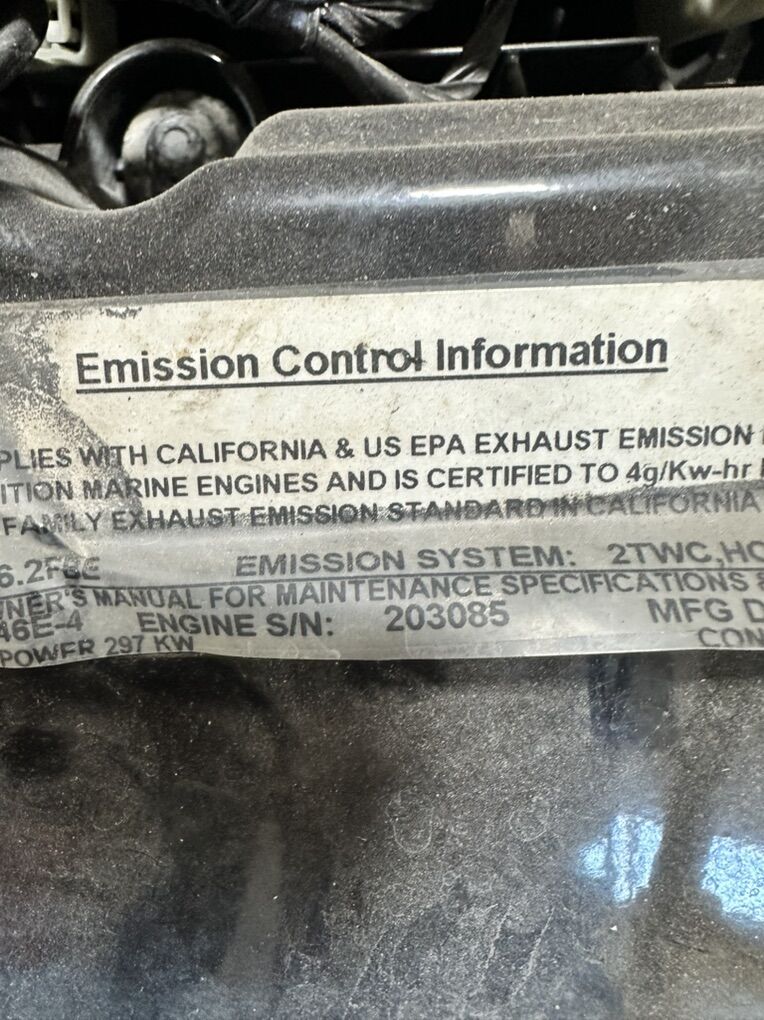 Emission Control Information
PLIES WITH CALIFORNIA & US EPA EXHAUST EMISSION
ITION MARINE ENGINES AND IS CERTIFIED TO 4g/Kw-hr
FAMILY EXHAUST EMISSION STANDARD IN CALIFORNIA
EMISSION SYSTEM: 2TWC,HO
NER'S MANUAL FOR MAINTENANCE SPECIFICATIONS &
46E-4 ENGINE S/N: 203085 MFG D
POWER 297 KW CON